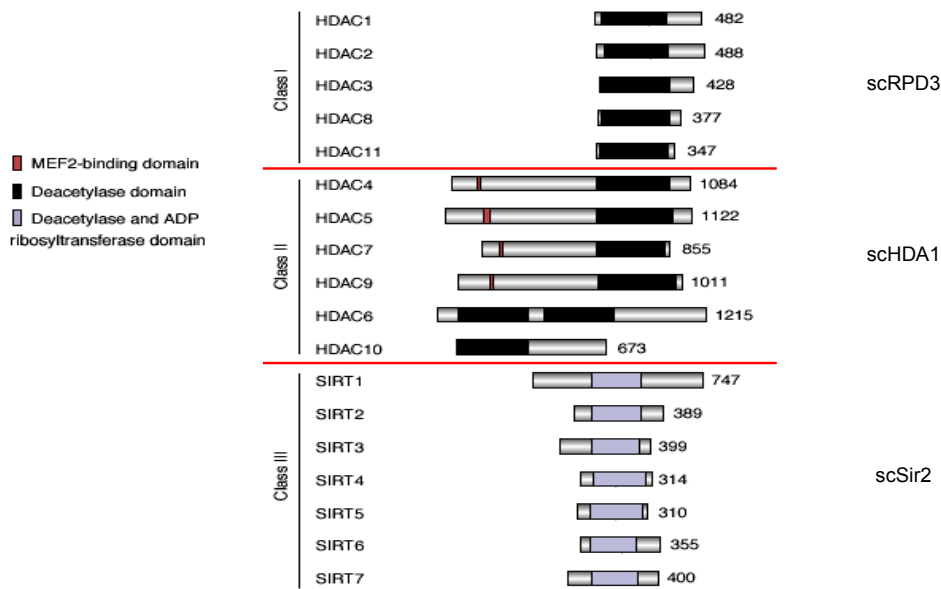 Class I
HDAC1 482
HDAC2 488
HDAC3 428
HDAC8 377
HDAC11 347
scRPD3
MEF2-binding domain
Deacetylase domain
Deacetylase and ADP
ribosyltransferase domain
Class II
HDAC4 1084
HDAC5 1122
HDAC7 855
HDAC9 1011
HDAC6 1215
HDAC10 673
scHDA1
Class III
SIRT1 747
SIRT2 389
SIRT3 399
SIRT4 314
SIRT5 310
SIRT6 355
SIRT7 400
scSir2